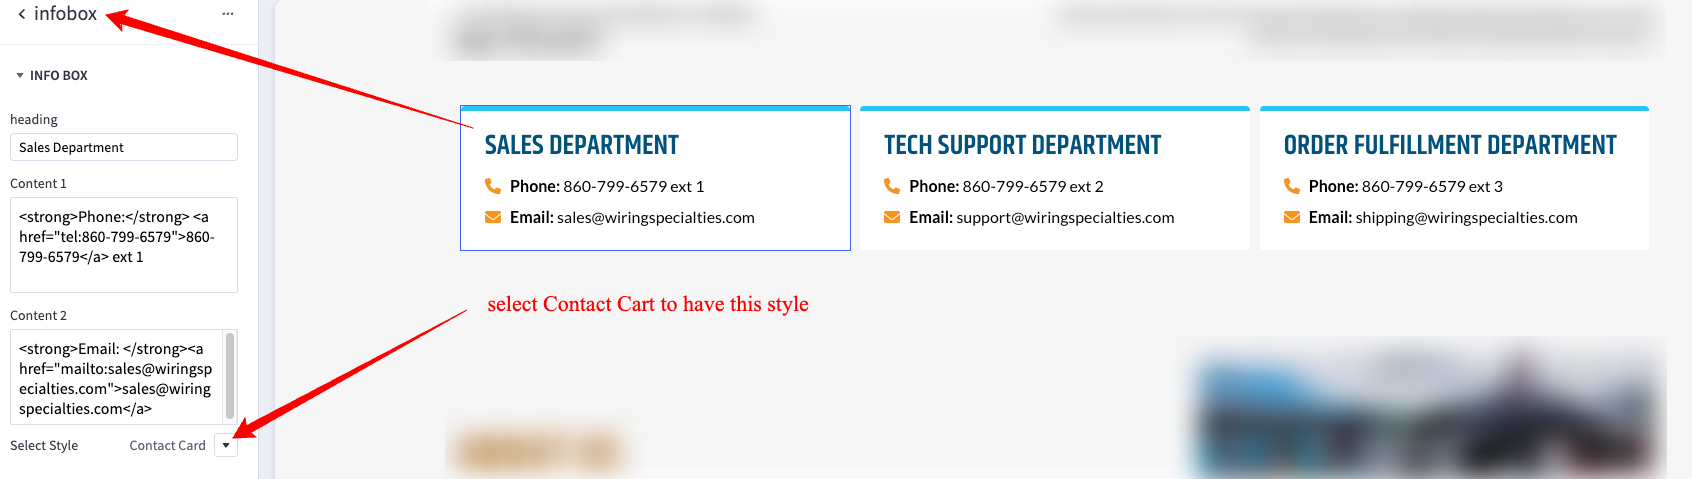 infobox
...
INFO BOX
heading
Sales Department
Content 1
<strong>Phone:</strong> <a
href="tel:860-799-6579">860-
799-6579</a> ext 1
Content 2
<strong>Email: </strong><a
href="mailto:sales@wiringsp
ecialties.com">sales@wiring
specialties.com</a>
Select Style Contact Card
SALES DEPARTMENT
Phone: 860-799-6579 ext 1
Email: sales@wiringspecialties.com
TECH SUPPORT DEPARTMENT
Phone: 860-799-6579 ext 2
Email: support@wiringspecialties.com
ORDER FULFILLMENT DEPARTMENT
Phone: 860-799-6579 ext 3
Email: shipping@wiringspecialties.com
select Contact Cart to have this style